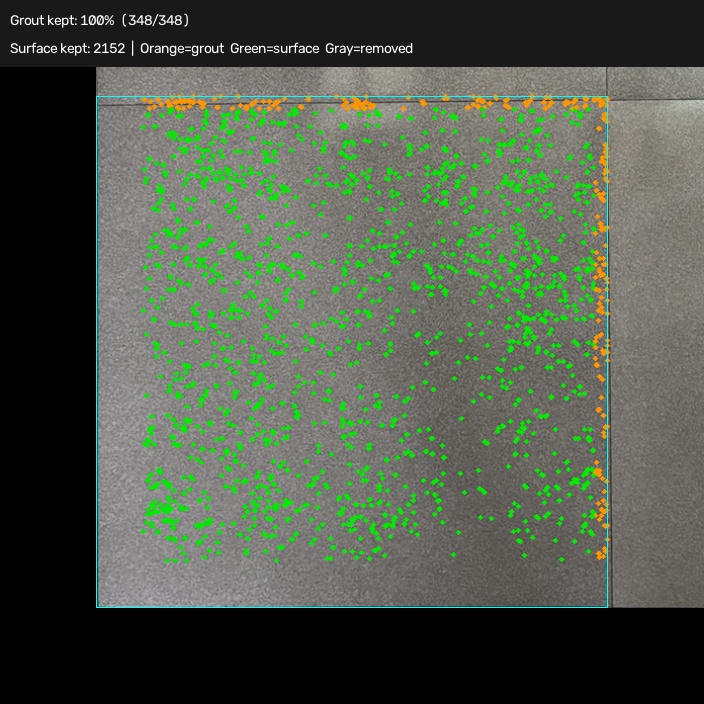 Grout kept: 100% (348/348)
Surface kept: 2152 | Orange=grout Green=surface Gray=removed